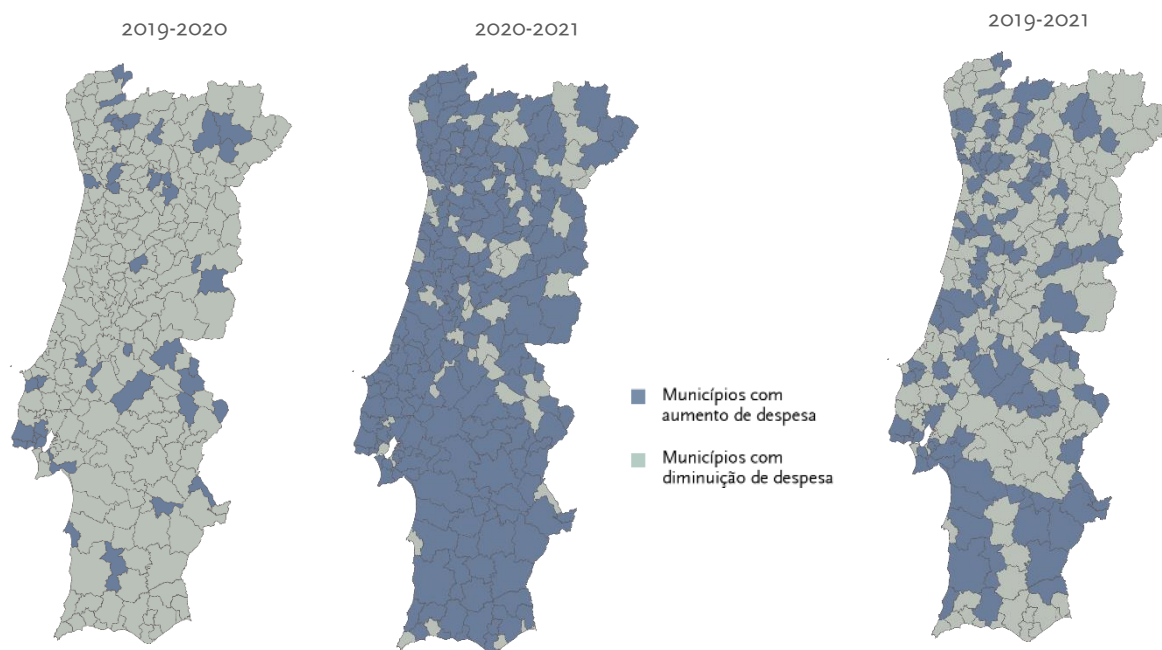 2019-2020
2020-2021
2019-2021
Municípios com
aumento de despesa
Municípios com
diminuição de despesa